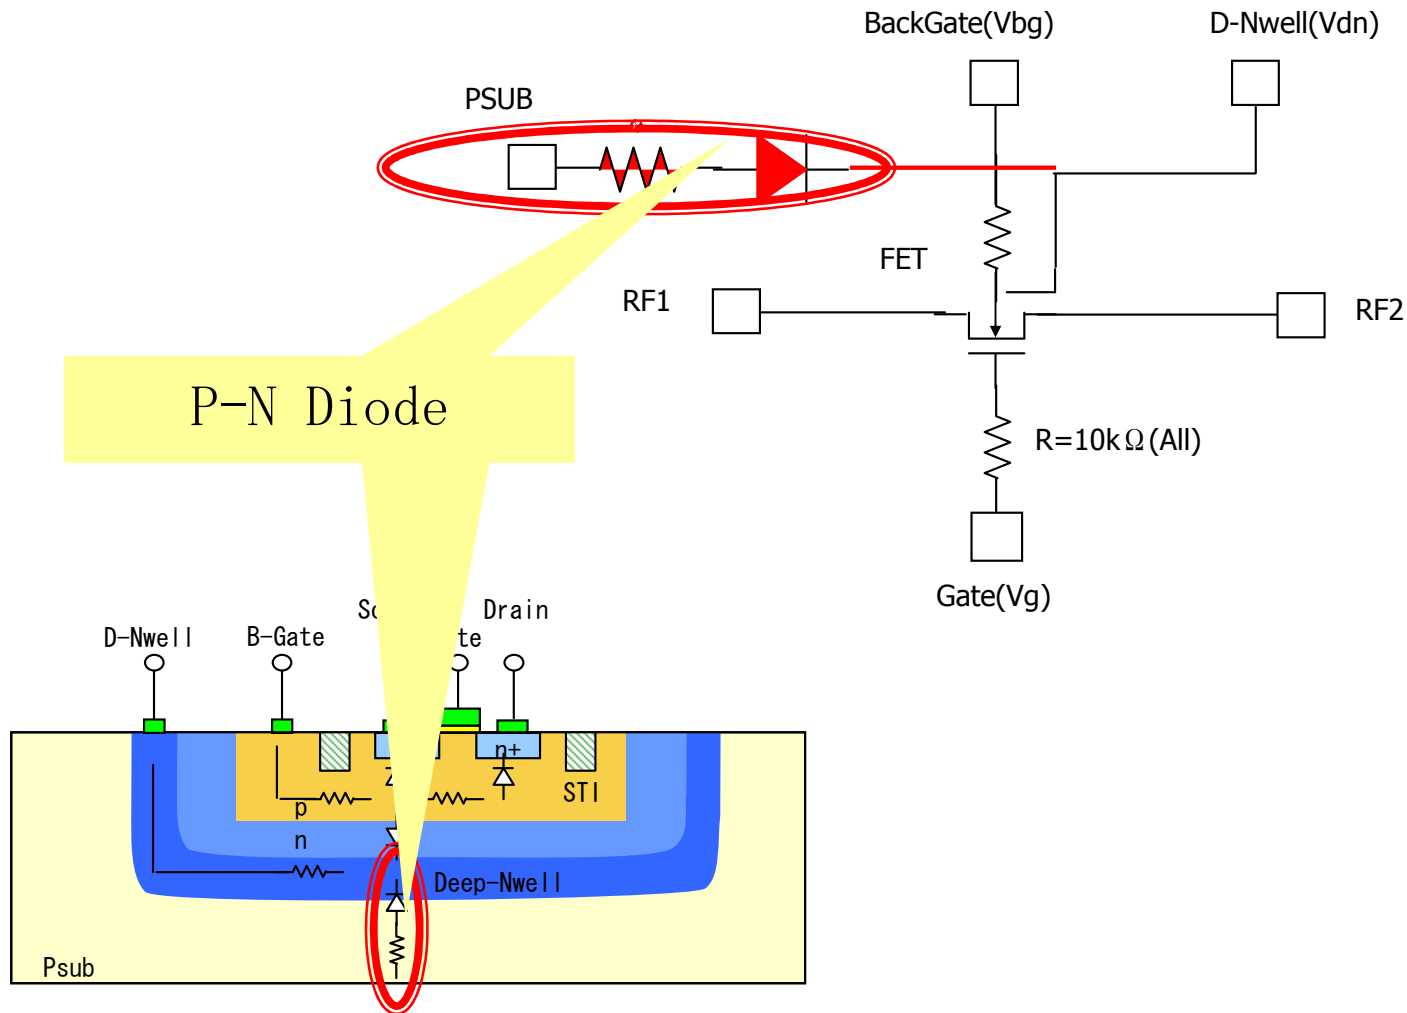 BackGate(Vbg)
D-Nwell(Vdn)
PSUB
FET
RF1
RF2
P-N Diode
R=10kΩ(All)
Gate(Vg)
Drain
D-Nwell
B-Gate
n+
STI
p
n
Deep-Nwell
Psub